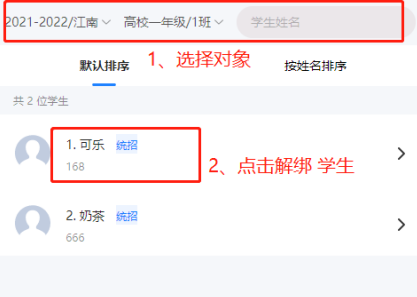 2021-2022/江南 高校一年级/1班 学生姓名
1、选择对象
默认排序 按姓名排序
共 2 位学生
1. 可乐 统招
168
2、点击解绑 学生
2. 奶茶 统招
666